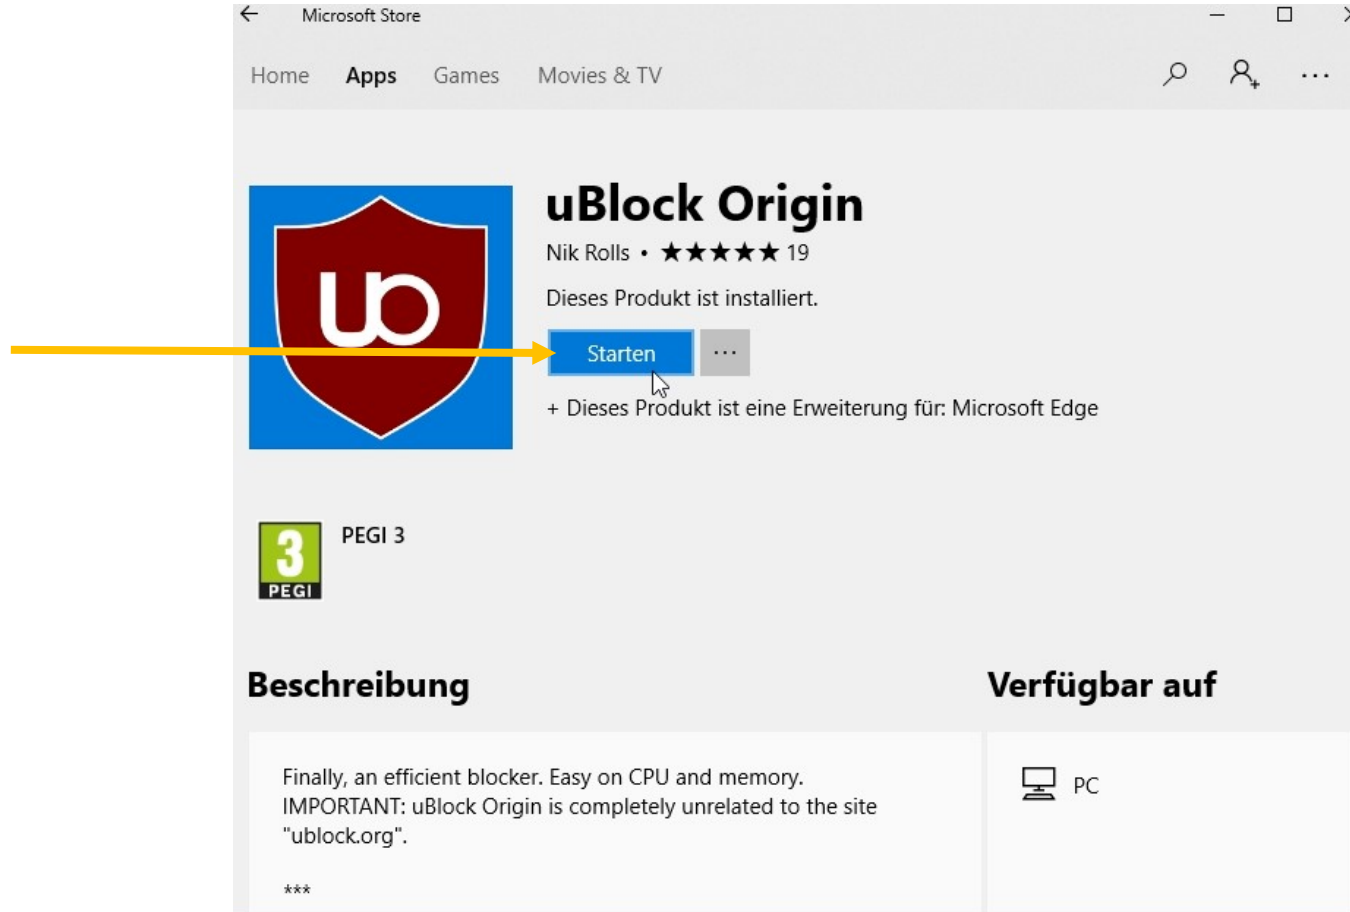 Microsoft Store
Home Apps Games Movies & TV
uBlock Origin
Nik Rolls • ★★★★★ 19
Dieses Produkt ist installiert.
Starten ...
+ Dieses Produkt ist eine Erweiterung für: Microsoft Edge
uo
3
PEGI
PEGI 3
Beschreibung
Finally, an efficient blocker. Easy on CPU and memory.
IMPORTANT: uBlock Origin is completely unrelated to the site
"ublock.org".
***
Verfügbar auf
PC